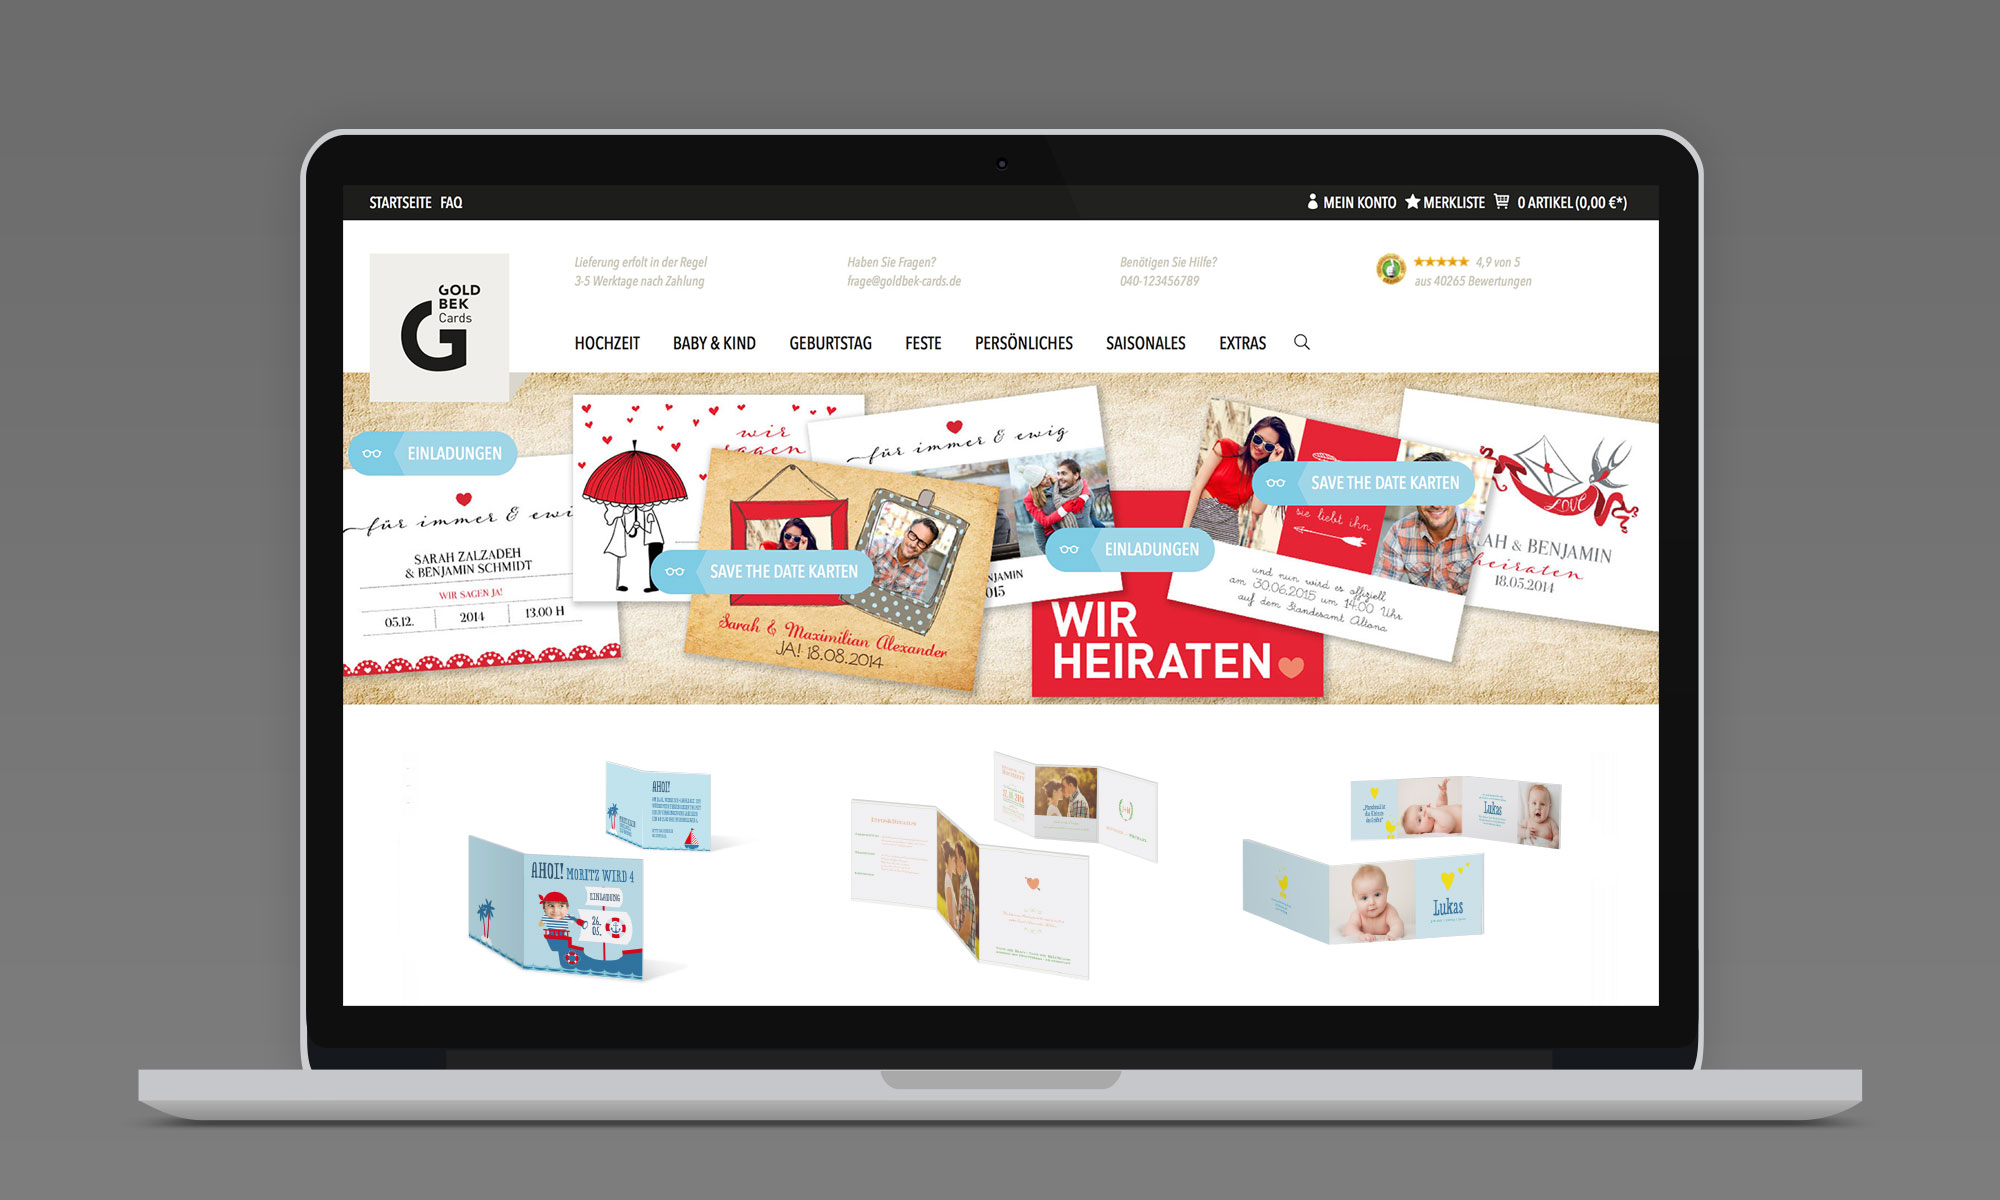 STARTSEITE FAQ
MEIN KONTO MERKLISTE 0 ARTIKEL (0,00 €*)
GOLD
BEK
Cards
Lieferung erfolt in der Regel
3-5 Werktage nach Zahlung
Haben Sie Fragen?
frage@goldbek-cards.de
Benötigen Sie Hilfe?
040-123456789
4,9 von 5
aus 40265 Bewertungen
HOCHZEIT BABY & KIND GEBURTSTAG FESTE PERSÖNLICHES SAISONALES EXTRAS
EINLADUNGEN
für immer & ewi
SARAH ZALZADEH
& BENJAMIN SCHMIDT
WIR SAGEN JA!
05.12. 2014 13.00 H
wir
sagen
SAVE THE DATE KARTEN
Sarah & Maximilian Alexander
JA! 18.08.2014
für immer & ewig
NJAMIN
015
EINLADUNGEN
WIR
HEIRATEN
SAVE THE DATE KARTEN
sie liebt ihn
und nun wird es offiziell
am 30.06.2015 um 14.00 Uhr
auf dem Standesamt Altona
LOVE
AH & BENJAMIN
heiraten
18.05.2014
AHOI!
AHOI! MORITZ WIRD 4
EINLADUNG
26.
05.
Lukas
Lukas